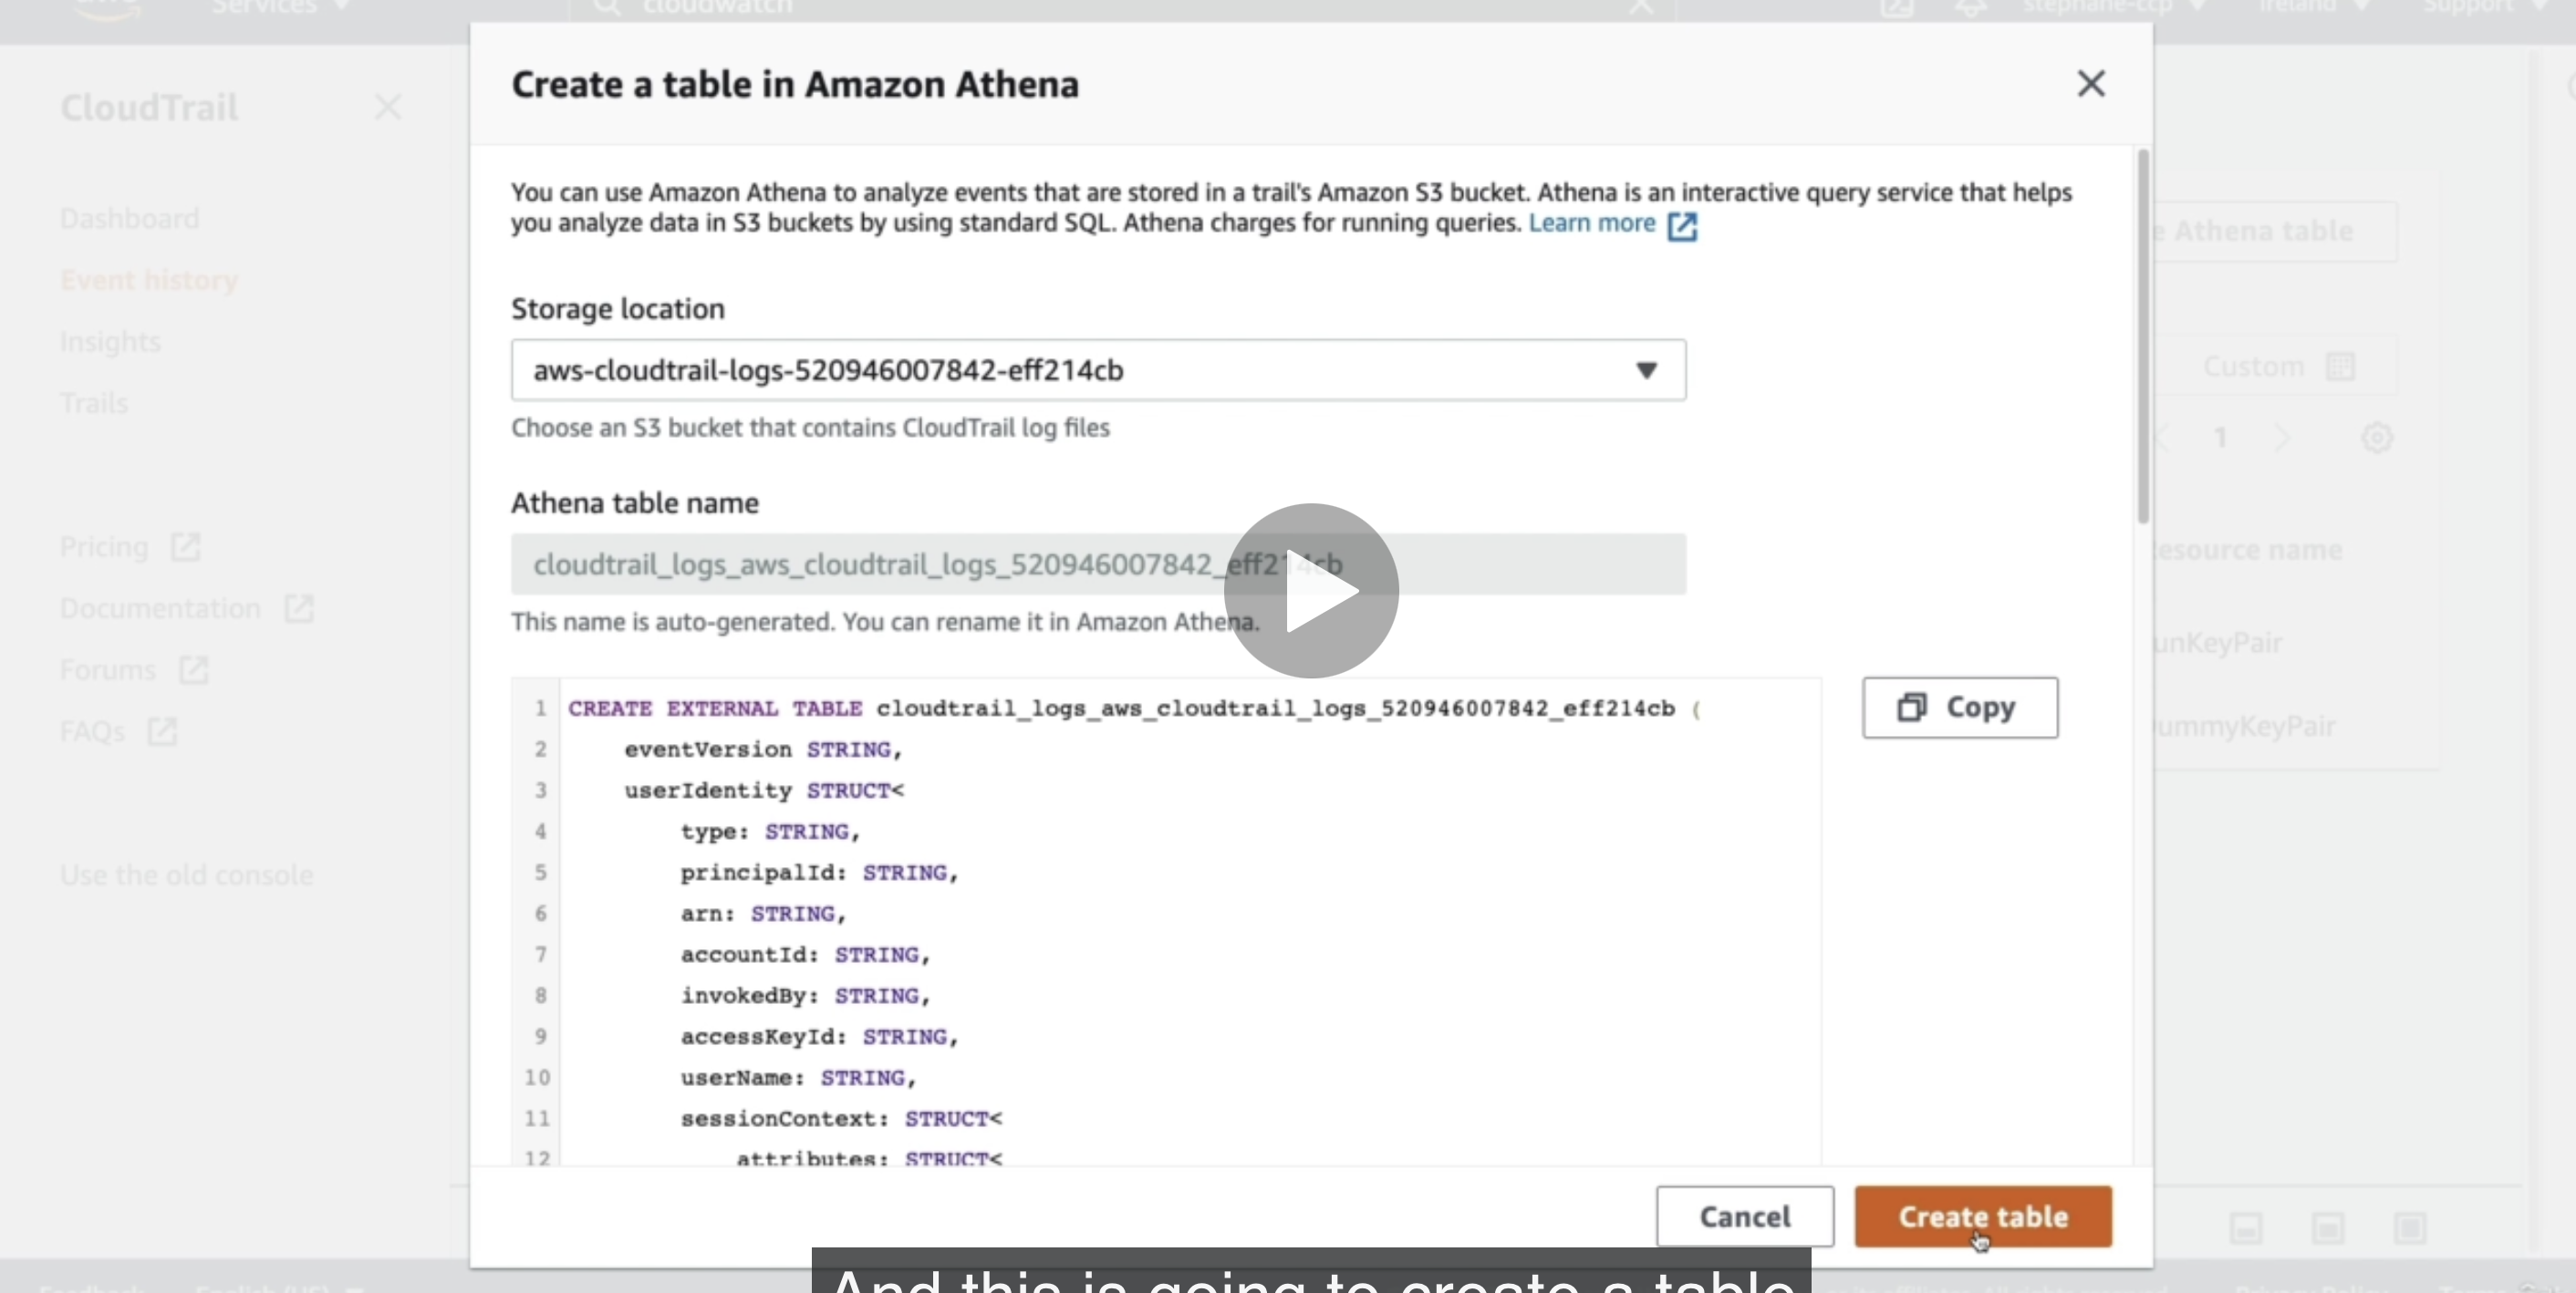 Services
cloudwatch
stephane-ccp
Ireland
Support
CloudTrail
Dashboard
Event history
Insights
Trails
Pricing
Documentation
Forums
FAQs
Use the old console
Create a table in Amazon Athena
You can use Amazon Athena to analyze events that are stored in a trail's Amazon S3 bucket. Athena is an interactive query service that helps
you analyze data in S3 buckets by using standard SQL. Athena charges for running queries. Learn more
Storage location
aws-cloudtrail-logs-520946007842-eff214cb
Choose an S3 bucket that contains CloudTrail log files
Athena table name
cloudtrail_logs_aws_cloudtrail_logs_520946007842_eff214cb
This name is auto-generated. You can rename it in Amazon Athena.
1 CREATE EXTERNAL TABLE cloudtrail_logs_aws_cloudtrail_logs_520946007842_eff214cb (
2 eventVersion STRING,
3 userIdentity STRUCT<
4 type: STRING,
5 principalId: STRING,
6 arn: STRING,
7 accountId: STRING,
8 invokedBy: STRING,
9 accessKeyId: STRING,
10 userName: STRING,
11 sessionContext: STRUCT<
12 attributes: STRUCT<
Copy
Cancel
Create table
Athena table
Custom
1
esource name
unKeyPair
ummyKeyPair
And this is going to create a table